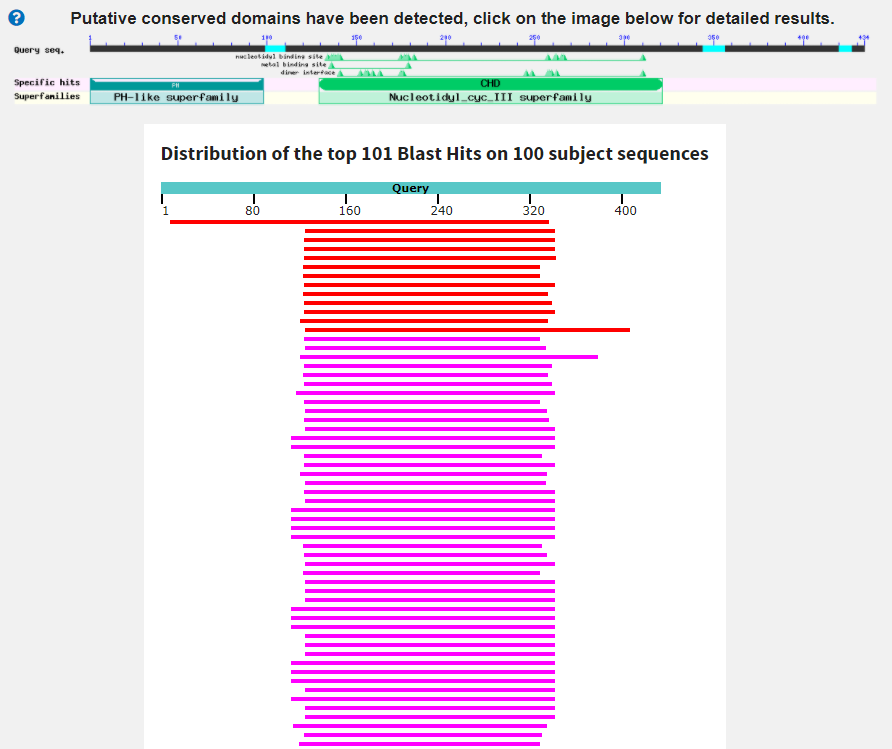 ? Putative conserved domains have been detected, click on the image below for detailed results.
1 50 100 150 200 250 300 350 400 434
Query seq.
nucleotidyl binding site
metal binding site
dimer interface
Specific hits PH CHD
Superfamilies PH-like superfamily Nucleotidyl_cyc_III superfamily
Distribution of the top 101 Blast Hits on 100 subject sequences
Query
1 80 160 240 320 400